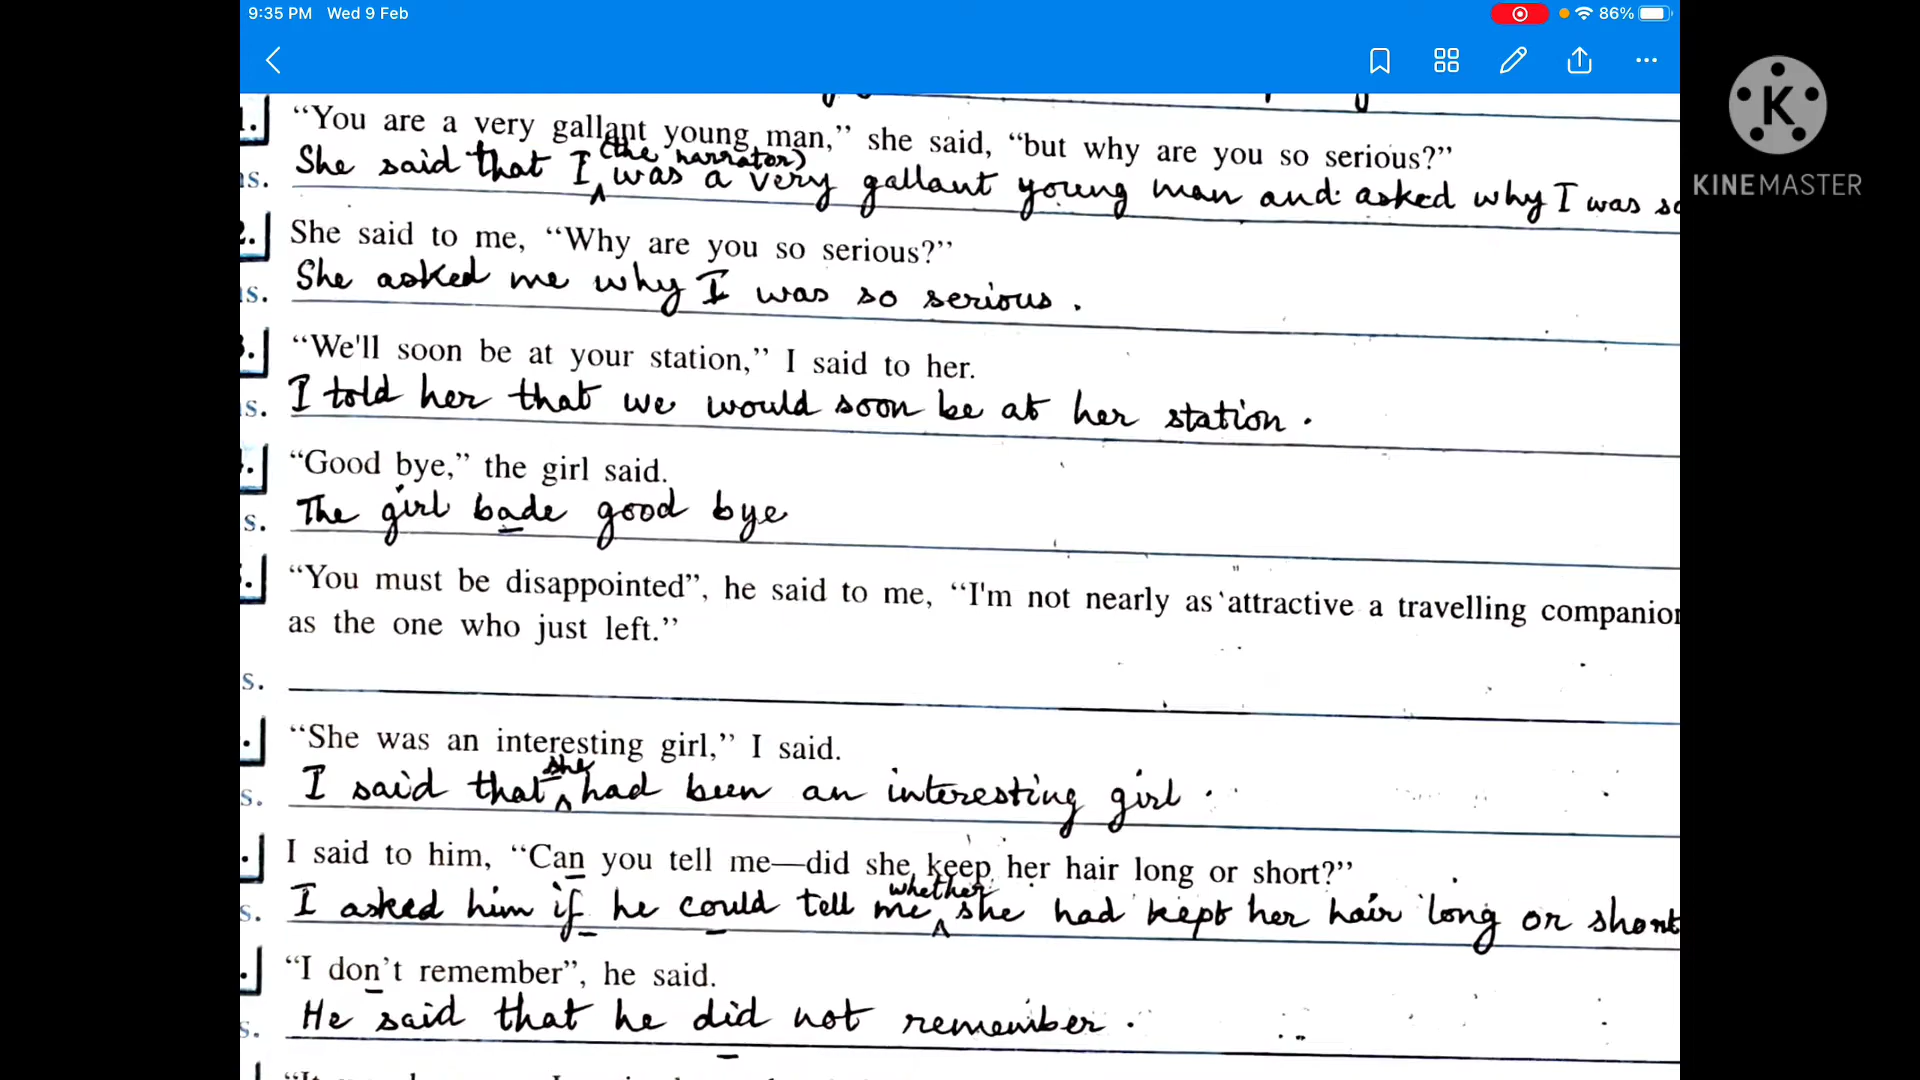 9:35 PM Wed 9 Feb
86%
K
KINEMASTER
1. “You are a very gallant young man,” she said, “but why are you so serious?”
(the narrator)
ns. She said that I ^ was a very gallant young man and asked why I was so
2. She said to me, “Why are you so serious?”
ns. She asked me why I was so serious.
3. “We'll soon be at your station,” I said to her.
ns. I told her that we would soon be at her station.
“Good bye,” the girl said.
s. The girl bade good bye
“You must be disappointed”, he said to me, “I'm not nearly as attractive a travelling companion
as the one who just left.”
s.
“She was an interesting girl,” I said.
she
s. I said that ^ had been an interesting girl.
I said to him, “Can you tell me—did she keep her hair long or short?”
whether
s. I asked him if he could tell me ^ she had kept her hair long or short
“I don't remember”, he said.
s. He said that he did not remember.